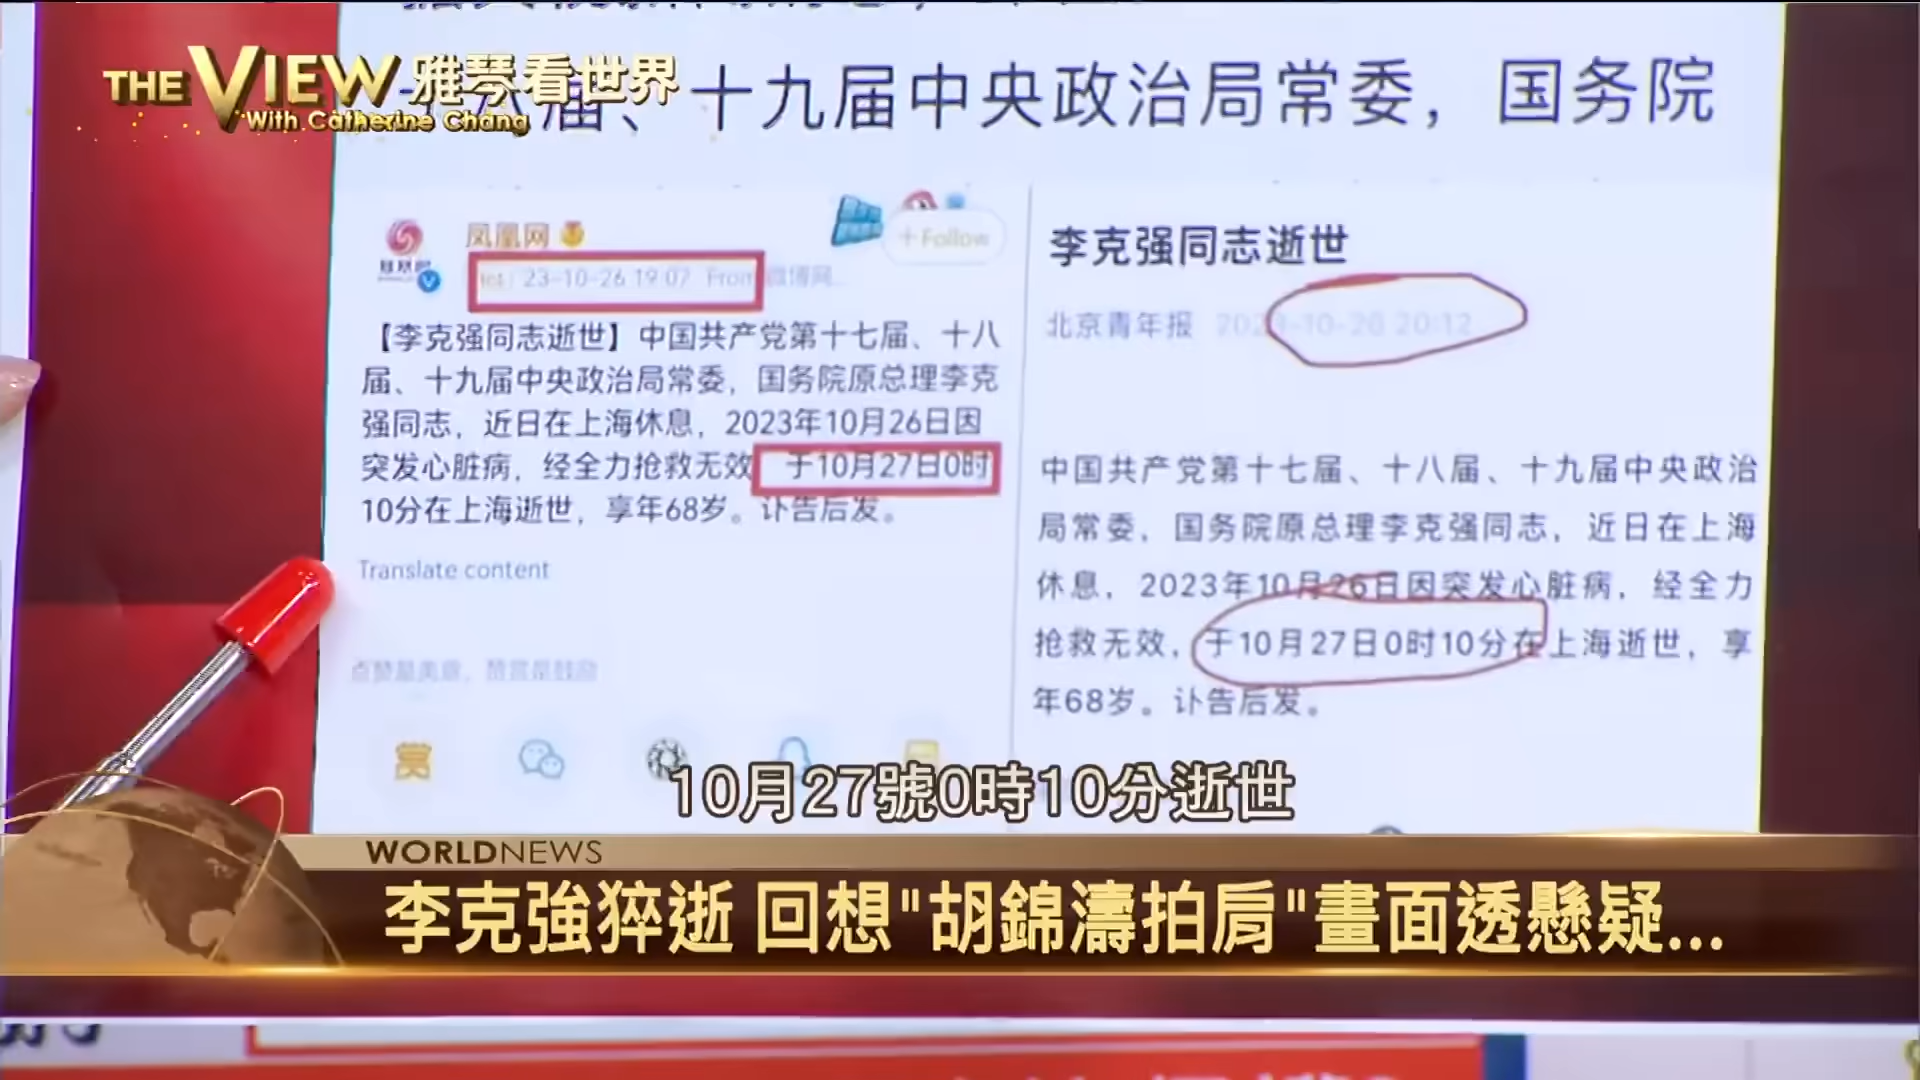 THE VIEW 雅琴看世界
With Catherine Chang
届、十九届中央政治局常委，国务院
凤凰网
23-10-26 19:07 From 微博网...
+ Follow
【李克强同志逝世】中国共产党第十七届、十八
届、十九届中央政治局常委，国务院原总理李克
强同志，近日在上海休息，2023年10月26日因
突发心脏病，经全力抢救无效 于10月27日0时
10分在上海逝世，享年68岁。讣告后发。
Translate content
赏
李克强同志逝世
北京青年报
中国共产党第十七届、十八届、十九届中央政治
局常委，国务院原总理李克强同志，近日在上海
休息，2023年10月26日因突发心脏病，经全力
抢救无效，于10月27日0时10分在上海逝世，享
年68岁。讣告后发。
10月27號0時10分逝世
WORLDNEWS
李克強猝逝 回想"胡錦濤拍肩"畫面透懸疑...